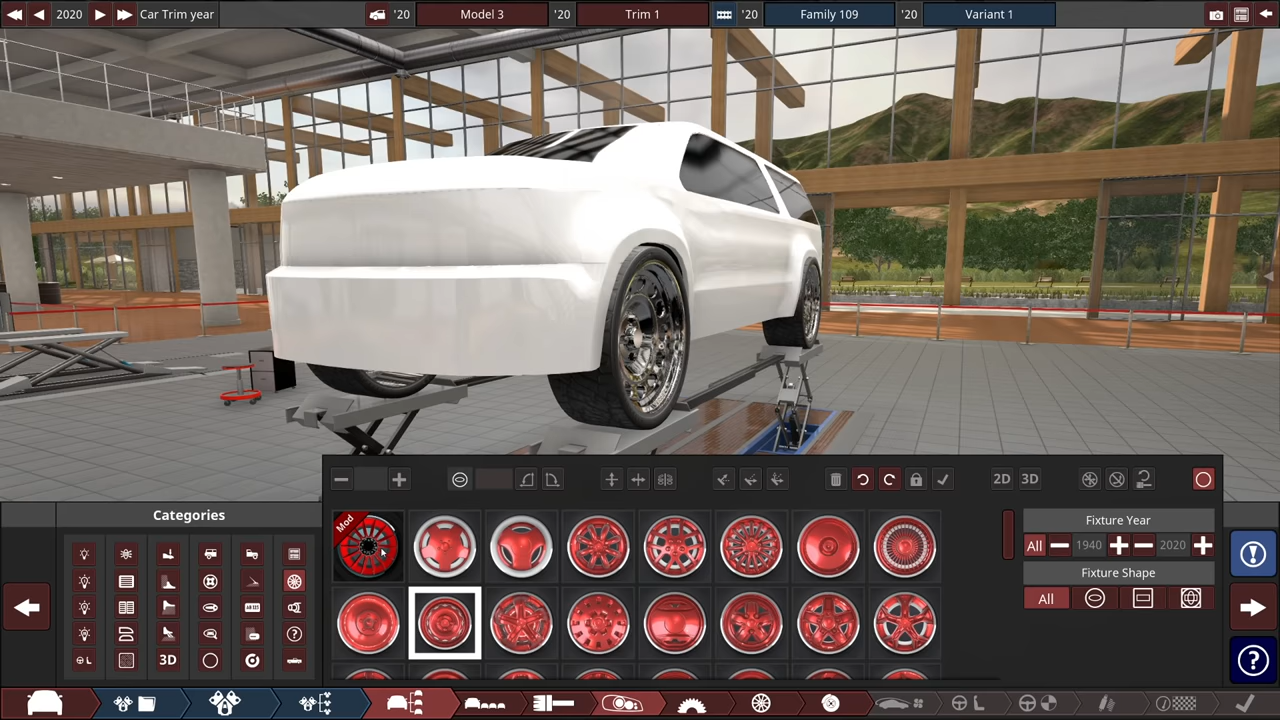 2020 Car Trim year '20 Model 3 '20 Trim 1 '20 Family 109 '20 Variant 1
2D 3D
Categories
Mod
Fixture Year
All 1940 2020
Fixture Shape
All
3D
L